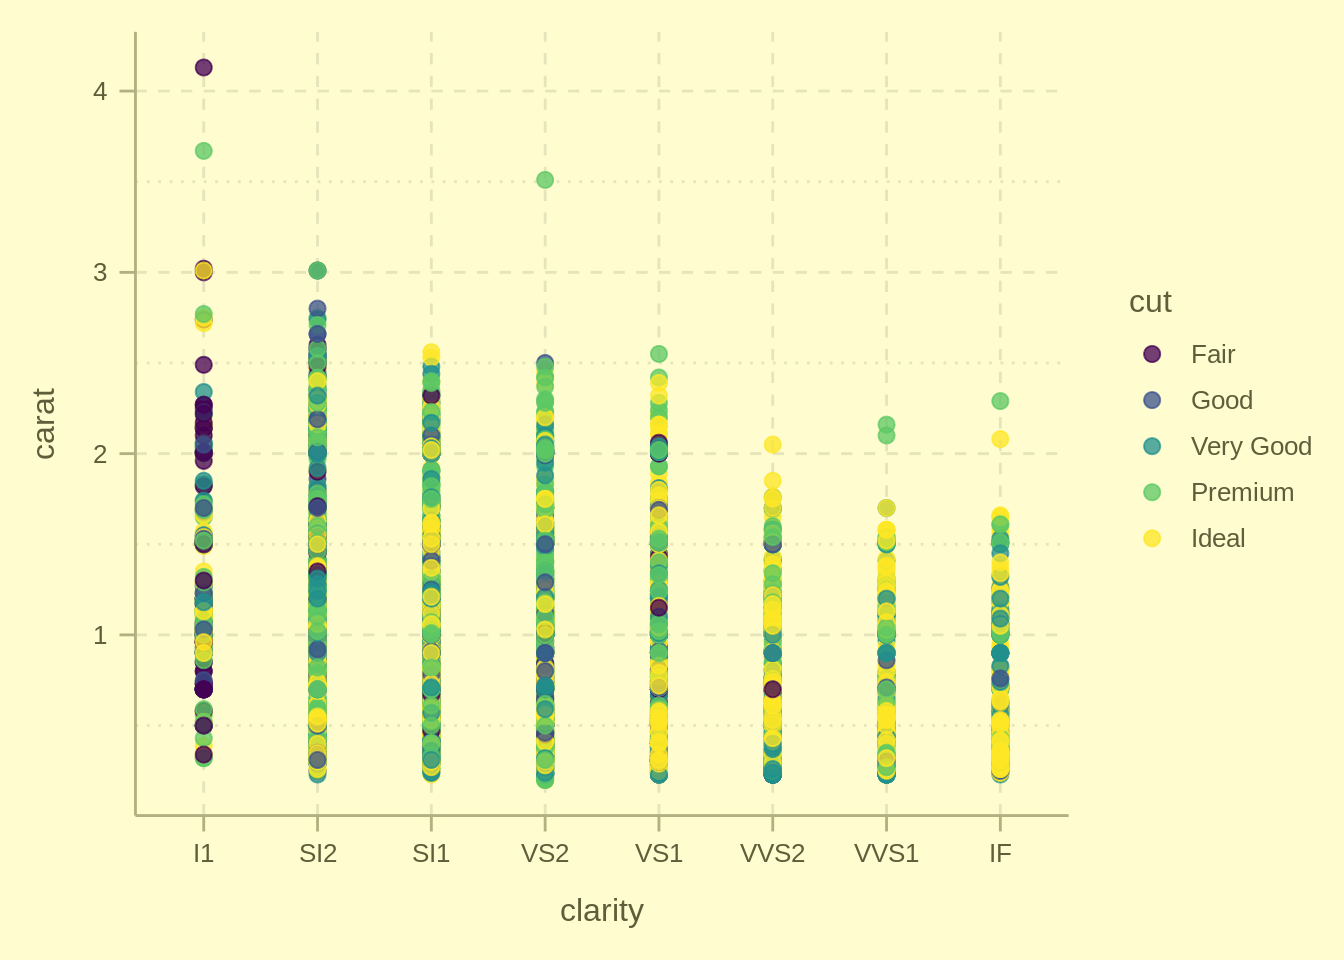 4
3
2
1
carat
I1 SI2 SI1 VS2 VS1 VVS2 VVS1 IF
clarity
cut
Fair
Good
Very Good
Premium
Ideal